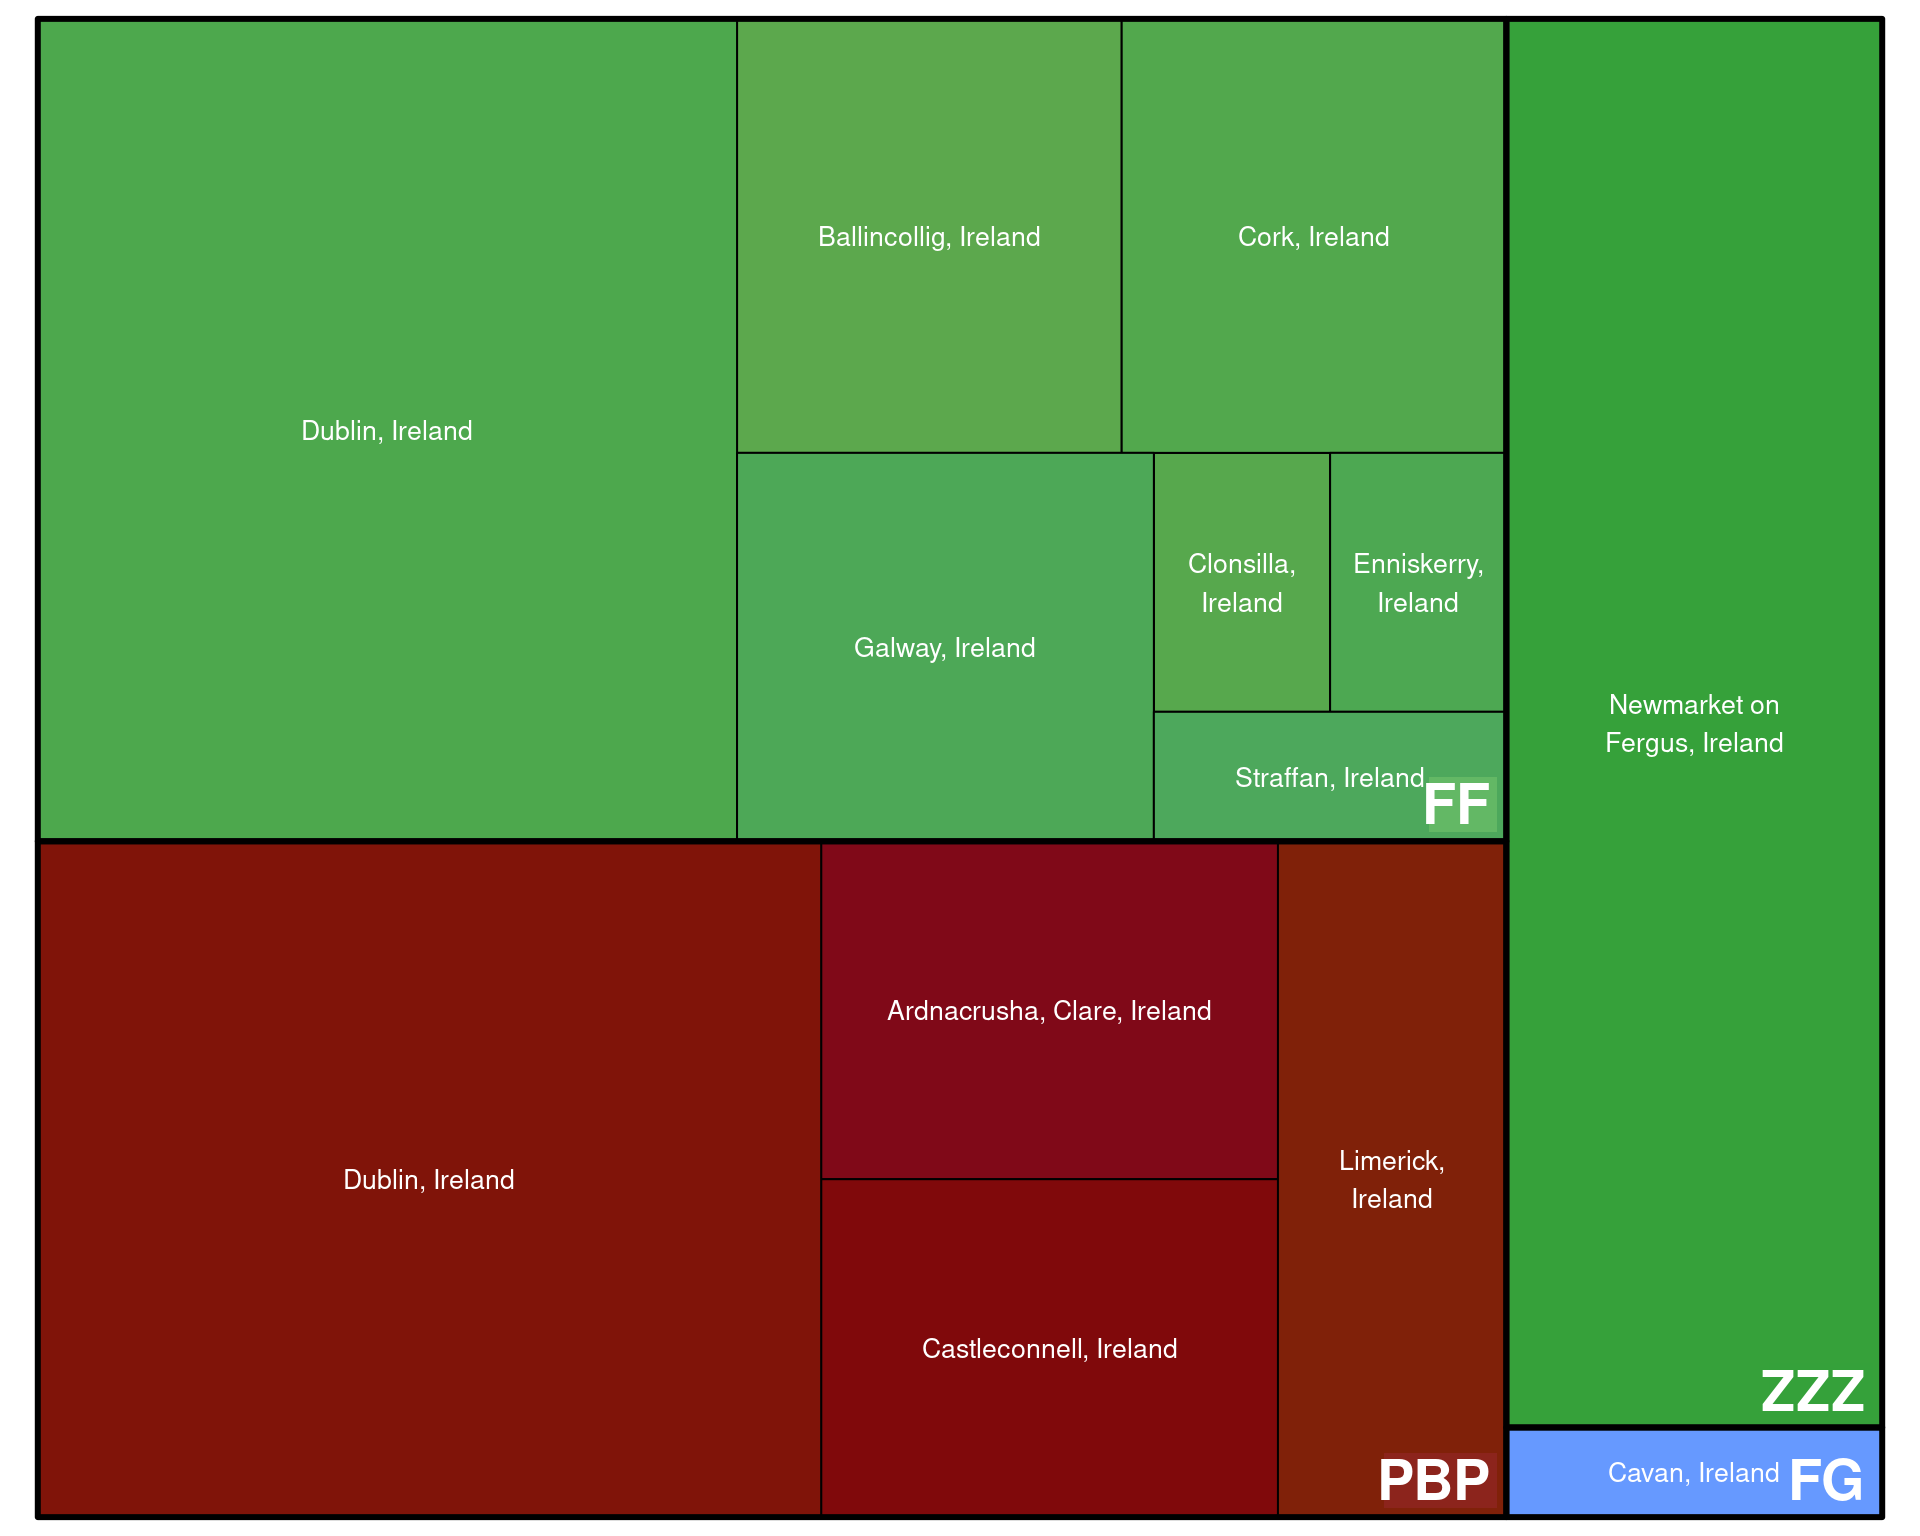 Dublin, Ireland
Ballincollig, Ireland
Cork, Ireland
Galway, Ireland
Clonsilla,
Ireland
Enniskerry,
Ireland
Straffan, Ireland
FF
Newmarket on
Fergus, Ireland
ZZZ
Dublin, Ireland
Ardnacrusha, Clare, Ireland
Castleconnell, Ireland
Limerick,
Ireland
PBP
Cavan, Ireland
FG